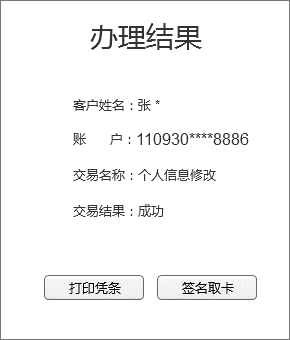 办理结果
客户姓名：张 *
账 户：110930****8886
交易名称：个人信息修改
交易结果：成功
打印凭条 签名取卡